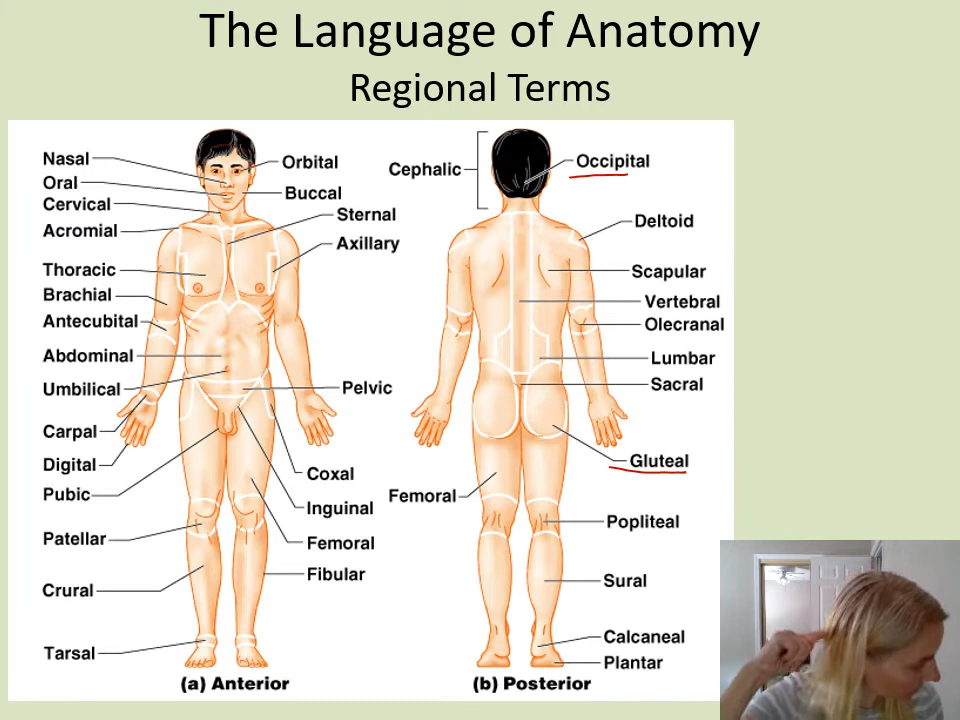 The Language of Anatomy
Regional Terms
Nasal
Oral
Cervical
Acromial
Thoracic
Brachial
Antecubital
Abdominal
Umbilical
Carpal
Digital
Pubic
Patellar
Crural
Tarsal
Orbital
Buccal
Sternal
Axillary
Pelvic
Coxal
Inguinal
Femoral
Fibular
(a) Anterior
Cephalic
Femoral
Occipital
Deltoid
Scapular
Vertebral
Olecranal
Lumbar
Sacral
Gluteal
Popliteal
Sural
Calcaneal
Plantar
(b) Posterior